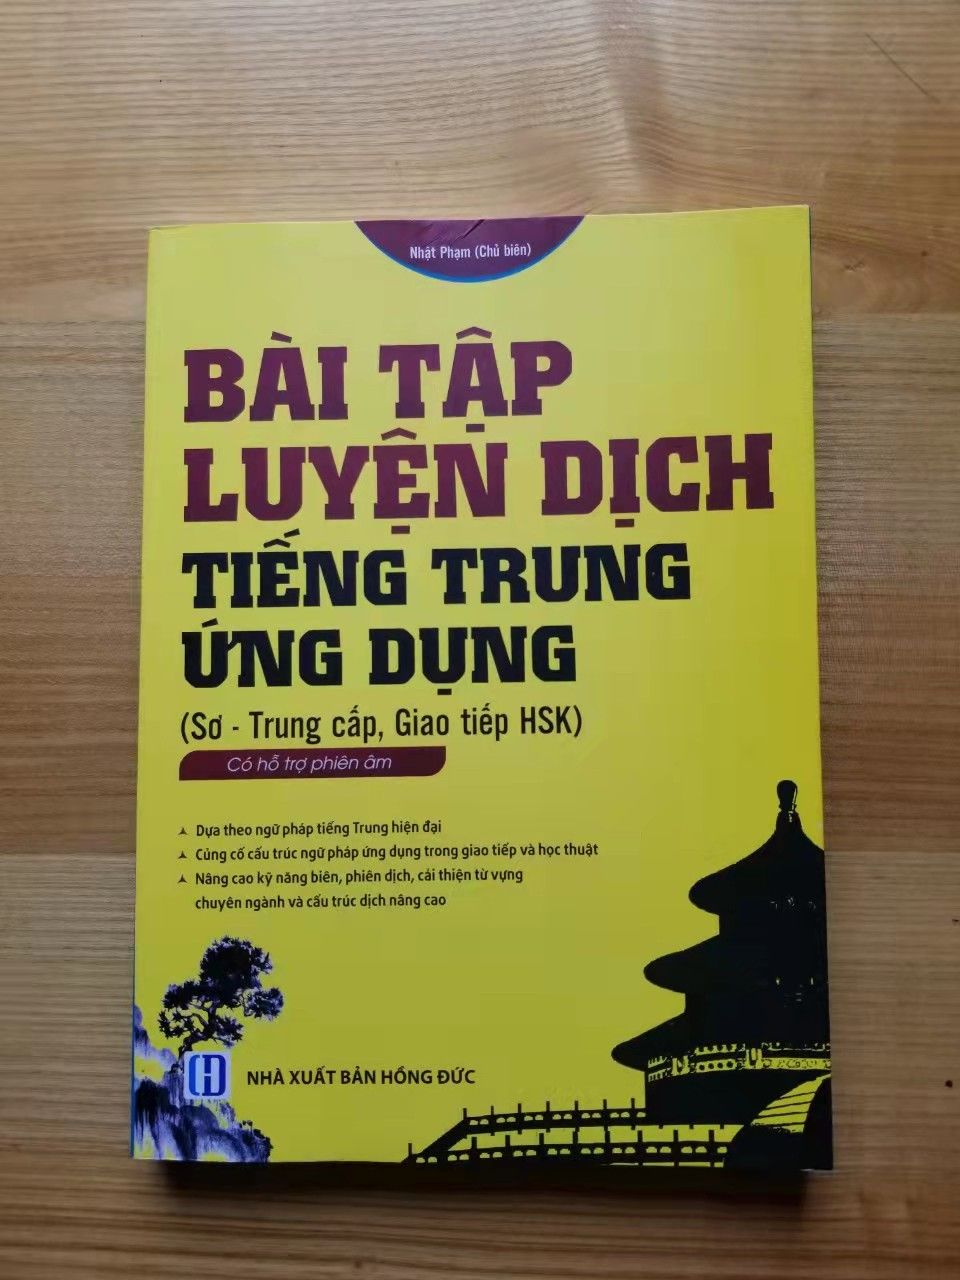 Nhật Phạm (Chủ biên)
BÀI TẬP
LUYỆN DỊCH
TIẾNG TRUNG
ỨNG DỤNG
(Sơ - Trung cấp, Giao tiếp HSK)
Có hỗ trợ phiên âm
Dựa theo ngữ pháp tiếng Trung hiện đại
Củng cố cấu trúc ngữ pháp ứng dụng trong giao tiếp và học thuật
Nâng cao kỹ năng biên, phiên dịch, cải thiện từ vựng
chuyên ngành và cấu trúc dịch nâng cao
HD
NHÀ XUẤT BẢN HỒNG ĐỨC